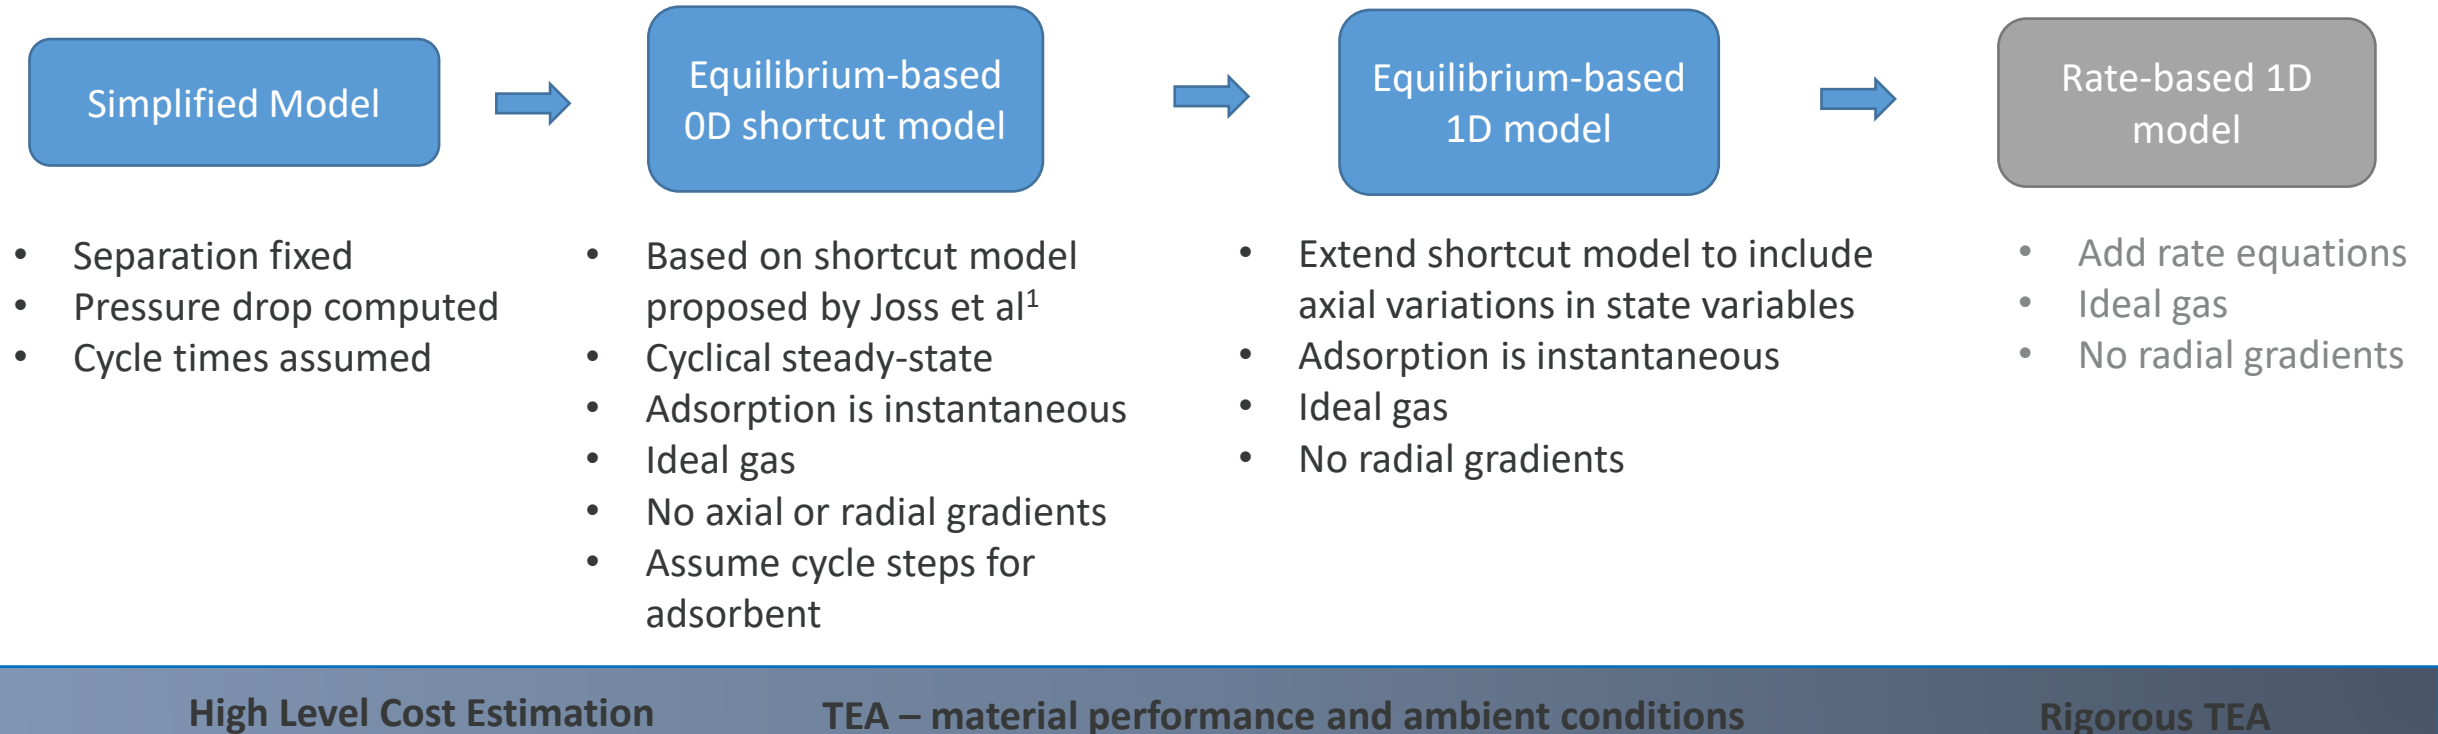 Simplified Model
Equilibrium-based
0D shortcut model
Equilibrium-based
1D model
Rate-based 1D
model
• Separation fixed
• Pressure drop computed
• Cycle times assumed
• Based on shortcut model
proposed by Joss et al¹
• Cyclical steady-state
• Adsorption is instantaneous
• Ideal gas
• No axial or radial gradients
• Assume cycle steps for
adsorbent
• Extend shortcut model to include
axial variations in state variables
• Adsorption is instantaneous
• Ideal gas
• No radial gradients
• Add rate equations
• Ideal gas
• No radial gradients
High Level Cost Estimation
TEA – material performance and ambient conditions
Rigorous TEA